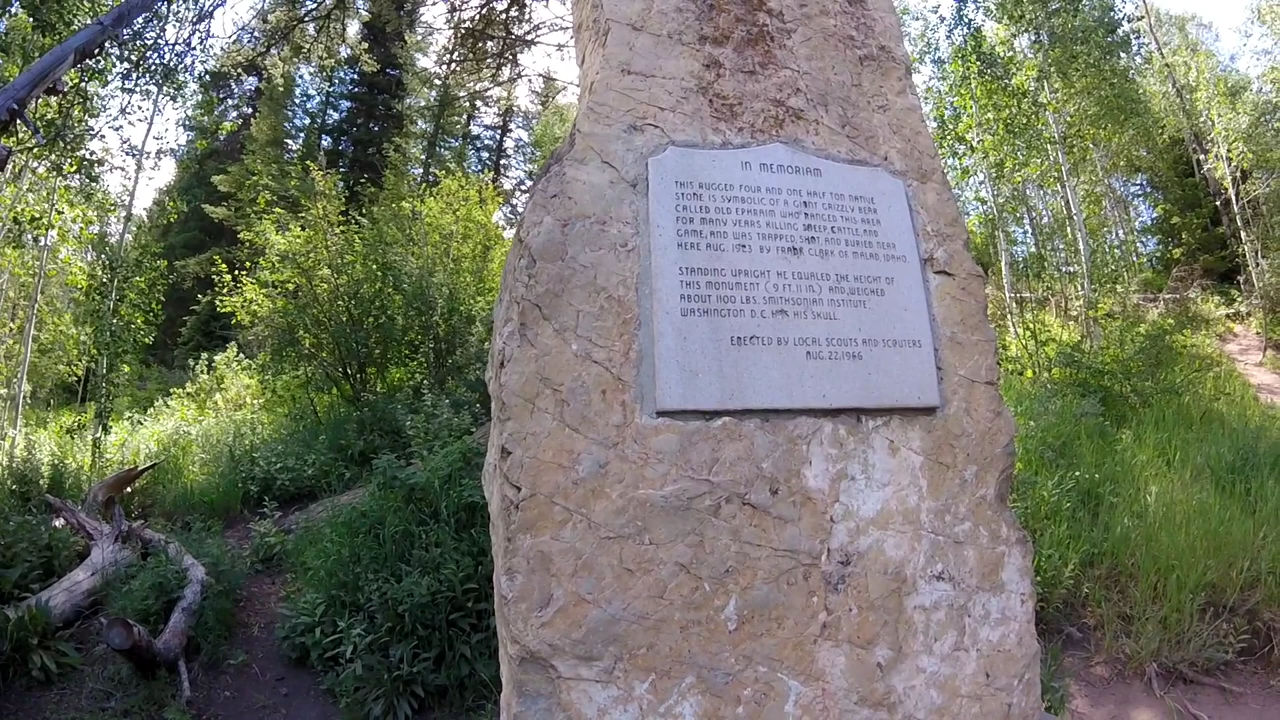 IN MEMORIAM
THIS RUGGED FOUR AND ONE HALF TON NATIVE
STONE IS SYMBOLIC OF A GIANT GRIZZLY BEAR
CALLED OLD EPHRAIM WHO RANGED THIS AREA
FOR MANY YEARS KILLING SHEEP, CATTLE, AND
GAME, AND WAS TRAPPED, SHOT, AND BURIED NEAR
HERE AUG. 1923 BY FRANK CLARK OF MALAD, IDAHO.
STANDING UPRIGHT HE EQUALED THE HEIGHT OF
THIS MONUMENT (9 FT. 11 IN.) AND WEIGHED
ABOUT 1100 LBS. SMITHSONIAN INSTITUTE,
WASHINGTON D.C. HAS HIS SKULL.
ERECTED BY LOCAL SCOUTS AND SCOUTERS
AUG. 22, 1966